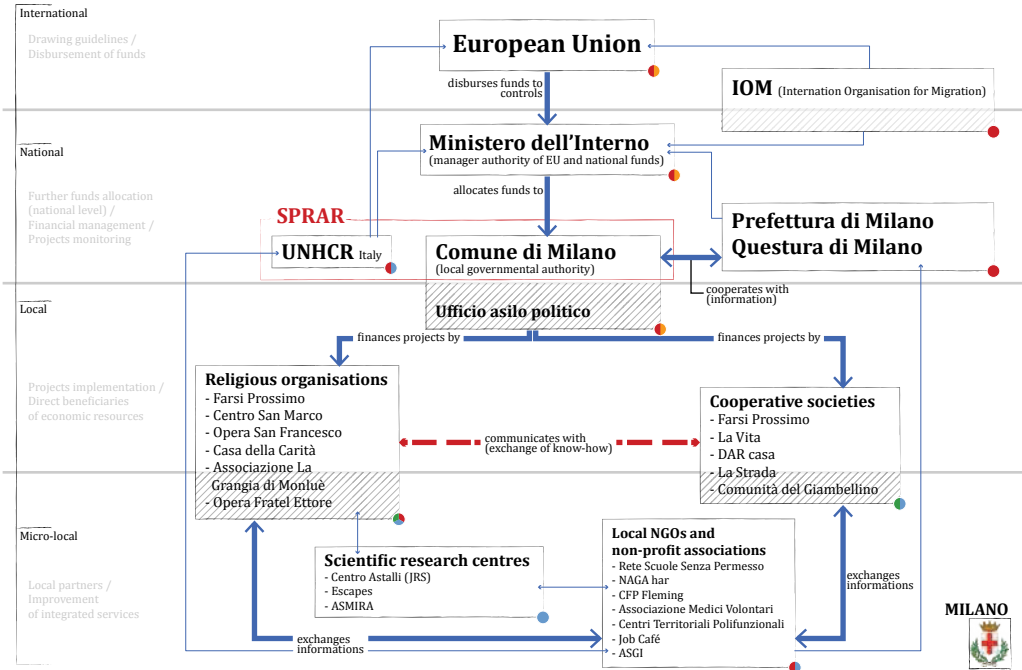 International
Drawing guidelines /
Disbursement of funds
European Union
IOM (Internation Organisation for Migration)
disburses funds to
controls
National
Ministero dell'Interno
(manager authority of EU and national funds)
Further funds allocation
(national level) /
Financial management /
Projects monitoring
allocates funds to
SPRAR
UNHCR Italy
Comune di Milano
(local governmental authority)
Ufficio asilo politico
Prefettura di Milano
Questura di Milano
cooperates with
(information)
Local
finances projects by
finances projects by
Projects implementation /
Direct beneficiaries
of economic resources
Religious organisations
- Farsi Prossimo
- Centro San Marco
- Opera San Francesco
- Casa della Carità
- Associazione La
Grangia di Monluè
- Opera Fratel Ettore
communicates with
(exchange of know-how)
Cooperative societies
- Farsi Prossimo
- La Vita
- DAR casa
- La Strada
- Comunità del Giambellino
Micro-local
Local partners /
Improvement
of integrated services
Scientific research centres
- Centro Astalli (JRS)
- Escapes
- ASMIRA
Local NGOs and
non-profit associations
- Rete Scuole Senza Permesso
- NAGA har
- CFP Fleming
- Associazione Medici Volontari
- Centri Territoriali Polifunzionali
- Job Café
- ASGI
exchanges
informations
exchanges
informations
MILANO